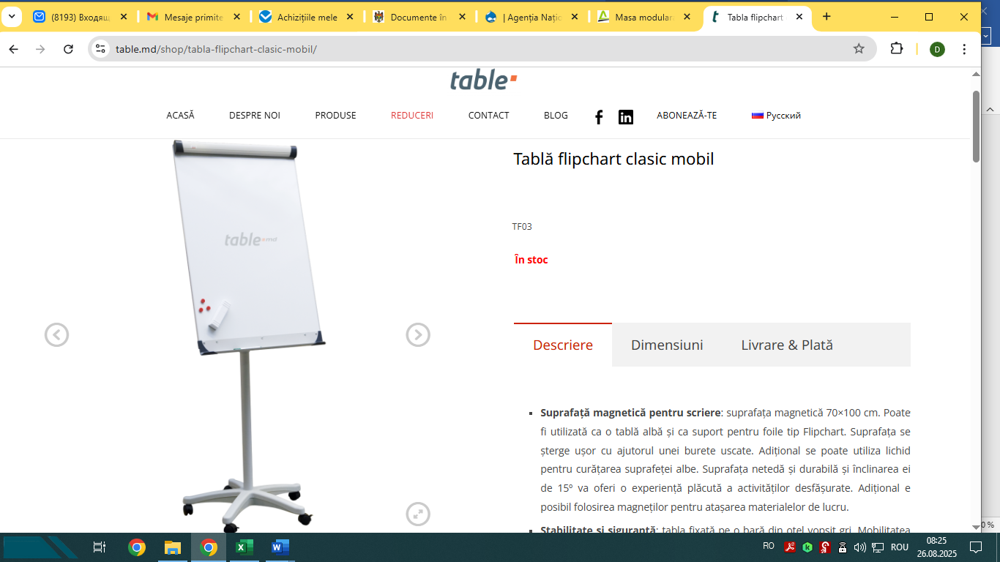 (8193) Входящ
Mesaje primite
Achizițiile mele
Documente în
| Agenția Națio
Masa modulara
Tabla flipchart
table.md/shop/tabla-flipchart-clasic-mobil/
D
table
ACASĂ
DESPRE NOI
PRODUSE
REDUCERI
CONTACT
BLOG
ABONEAZĂ-TE
Русский
table.md
Tablă flipchart clasic mobil
TF03
În stoc
Descriere
Dimensiuni
Livrare & Plată
Suprafață magnetică pentru scriere: suprafața magnetică 70×100 cm. Poate
fi utilizată ca o tablă albă și ca suport pentru foile tip Flipchart. Suprafața se
șterge ușor cu ajutorul unei burete uscate. Adițional se poate utiliza lichid
pentru curățarea suprafeței albe. Suprafața netedă și durabilă și înclinarea ei
de 15º va oferi o experiență plăcută a activităților desfășurate. Adițional e
posibil folosirea magneților pentru atașarea materialelor de lucru.
Stabilitate și siguranță: tabla fixată pe o bară din oțel vopsit gri. Mobilitatea
0 %
RO
ROU
08:25
26.08.2025